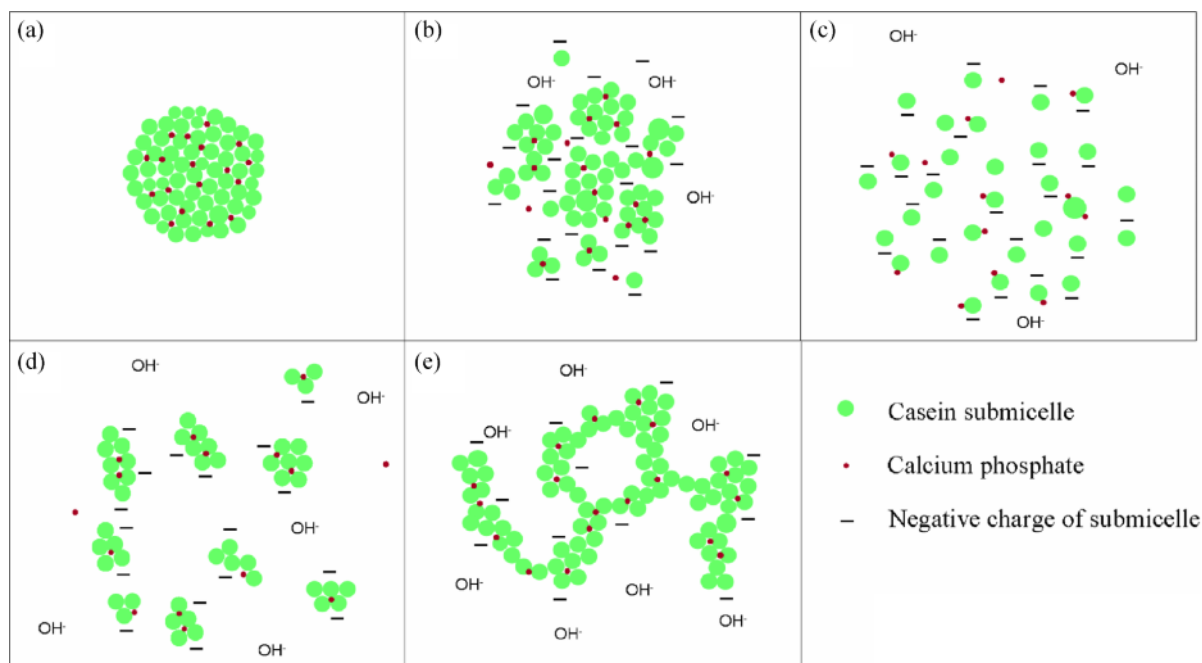 (a)
(b)
(c)
OH-
OH-
OH-
OH-
OH-
OH-
(d)
(e)
OH-
OH-
OH-
OH-
OH-
OH-
OH-
OH-
OH-
OH-
OH-
OH-
Casein submicelle
Calcium phosphate
Negative charge of submicelle